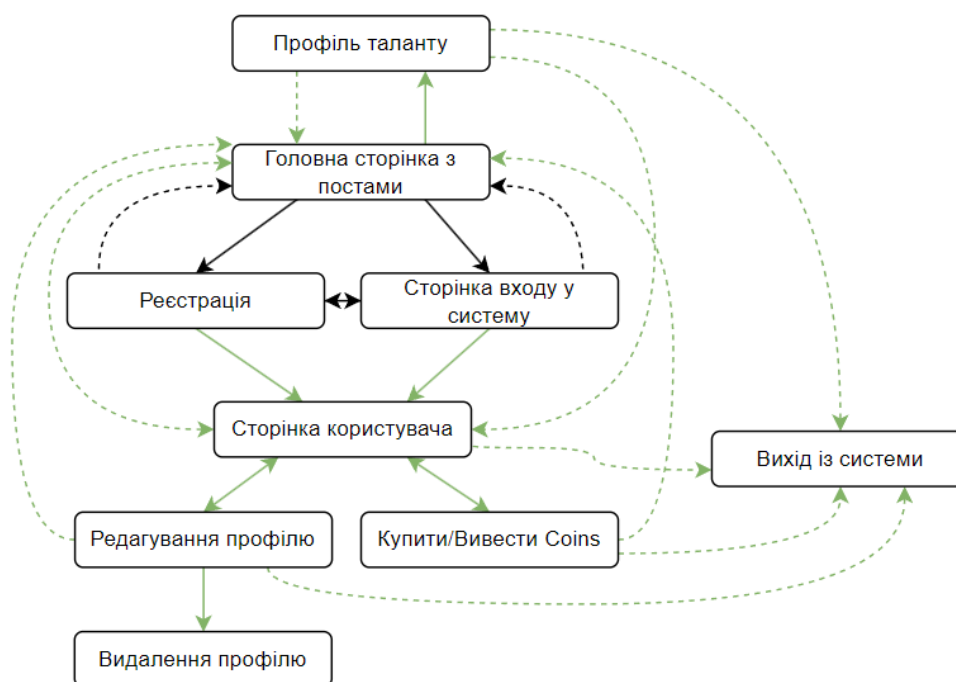 Профіль таланту
Головна сторінка з
постами
Реєстрація
Сторінка входу у
систему
Сторінка користувача
Вихід із системи
Редагування профілю
Купити/Вивести Coins
Видалення профілю